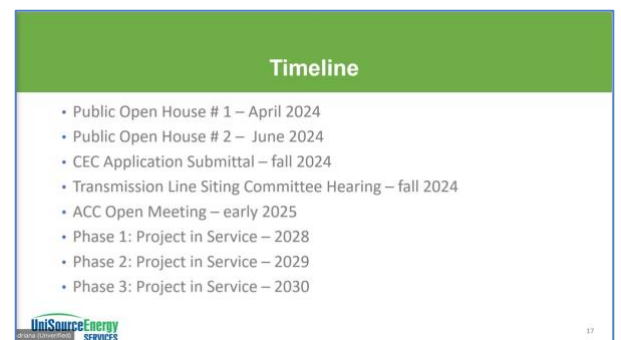 Timeline
• Public Open House # 1 – April 2024
• Public Open House # 2 – June 2024
• CEC Application Submittal – fall 2024
• Transmission Line Siting Committee Hearing – fall 2024
• ACC Open Meeting – early 2025
• Phase 1: Project in Service – 2028
• Phase 2: Project in Service – 2029
• Phase 3: Project in Service – 2030
UniSourceEnergy
SERVICES
driana (Unverified)
17